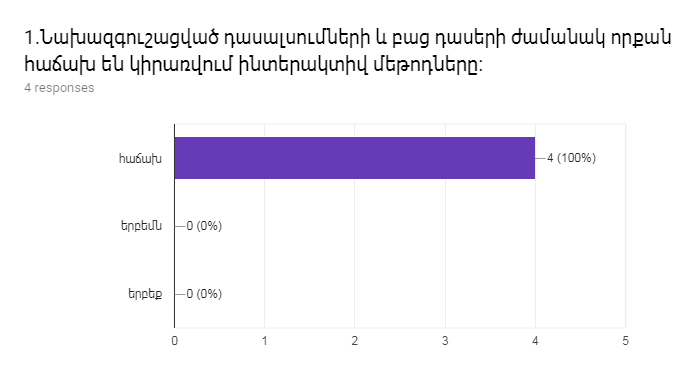 1.Նախազգուշացված դասալսումների և բաց դասերի ժամանակ որքան
հաճախ են կիրառվում ինտերակտիվ մեթոդները:
4 responses
հաճախ
4 (100%)
երբեմն
0 (0%)
երբեք
0 (0%)
0 1 2 3 4 5